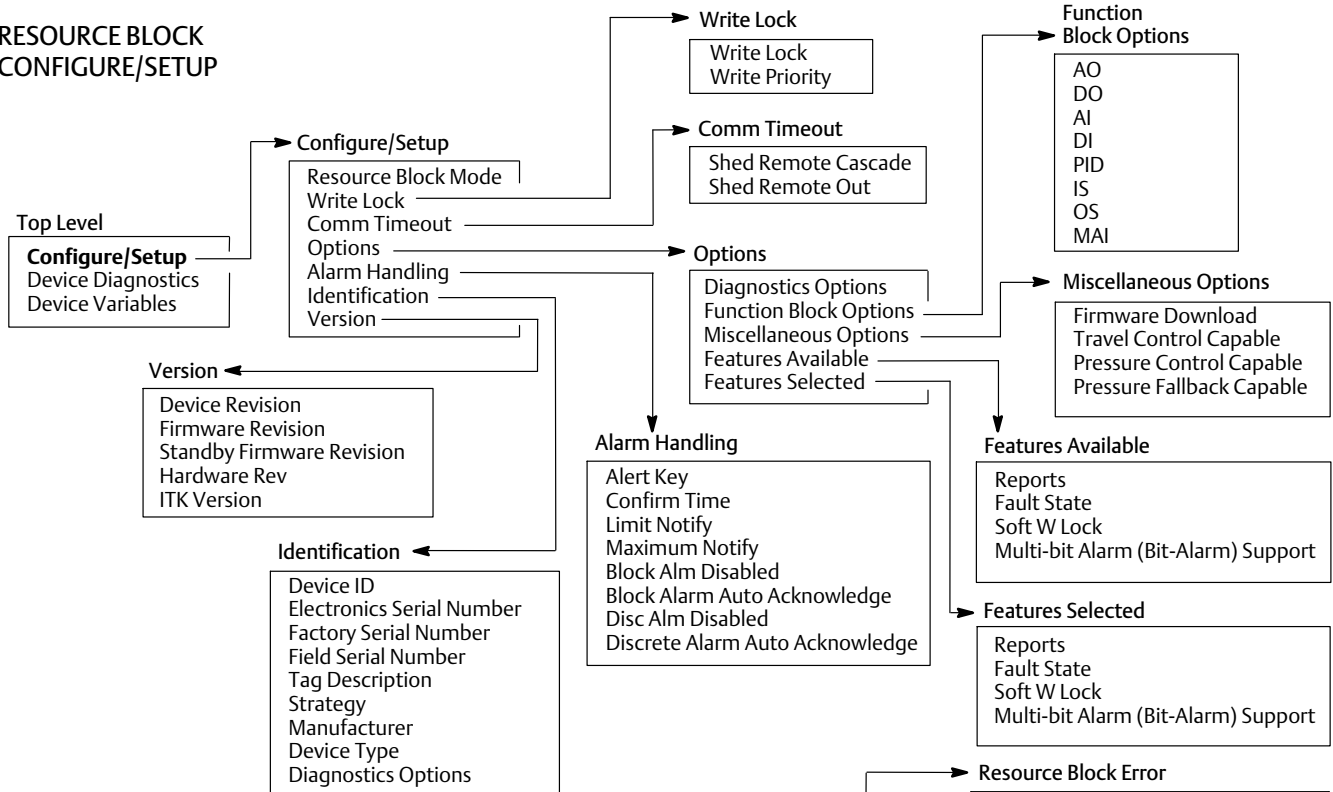 RESOURCE BLOCK
CONFIGURE/SETUP
Top Level
Configure/Setup
Device Diagnostics
Device Variables
Configure/Setup
Resource Block Mode
Write Lock
Comm Timeout
Options
Alarm Handling
Identification
Version
Write Lock
Write Lock
Write Priority
Comm Timeout
Shed Remote Cascade
Shed Remote Out
Options
Diagnostics Options
Function Block Options
Miscellaneous Options
Features Available
Features Selected
Function
Block Options
AO
DO
AI
DI
PID
IS
OS
MAI
Miscellaneous Options
Firmware Download
Travel Control Capable
Pressure Control Capable
Pressure Fallback Capable
Version
Device Revision
Firmware Revision
Standby Firmware Revision
Hardware Rev
ITK Version
Alarm Handling
Alert Key
Confirm Time
Limit Notify
Maximum Notify
Block Alm Disabled
Block Alarm Auto Acknowledge
Disc Alm Disabled
Discrete Alarm Auto Acknowledge
Features Available
Reports
Fault State
Soft W Lock
Multi-bit Alarm (Bit-Alarm) Support
Identification
Device ID
Electronics Serial Number
Factory Serial Number
Field Serial Number
Tag Description
Strategy
Manufacturer
Device Type
Diagnostics Options
Features Selected
Reports
Fault State
Soft W Lock
Multi-bit Alarm (Bit-Alarm) Support
Resource Block Error